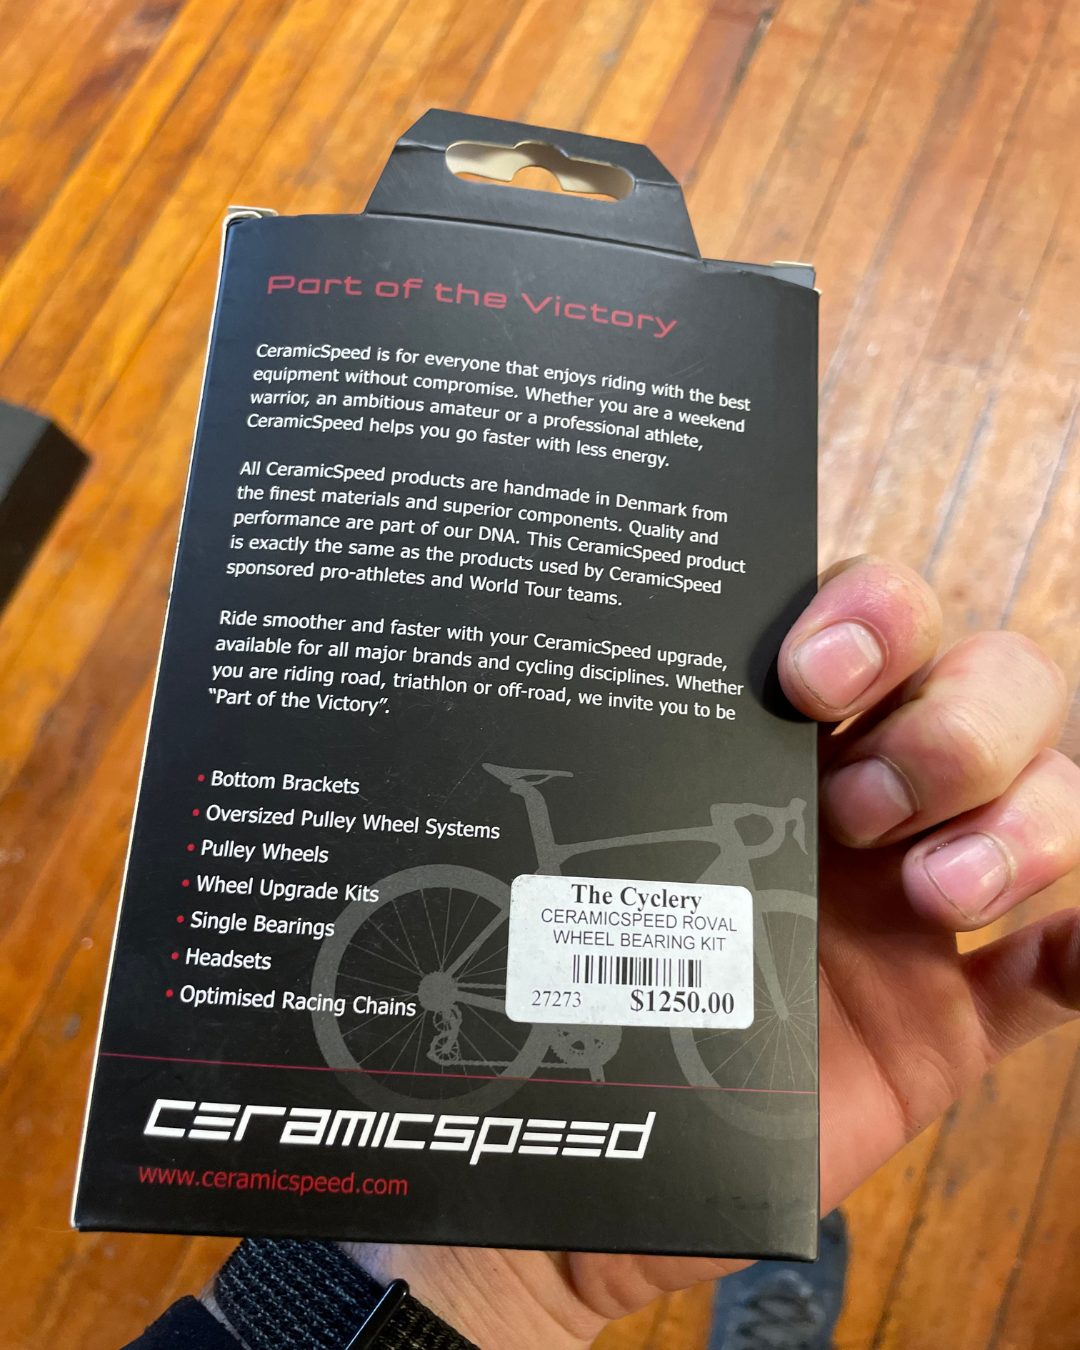 Part of the Victory
CeramicSpeed is for everyone that enjoys riding with the best
equipment without compromise. Whether you are a weekend
warrior, an ambitious amateur or a professional athlete,
CeramicSpeed helps you go faster with less energy.
All CeramicSpeed products are handmade in Denmark from
the finest materials and superior components. Quality and
performance are part of our DNA. This CeramicSpeed product
is exactly the same as the products used by CeramicSpeed
sponsored pro-athletes and World Tour teams.
Ride smoother and faster with your CeramicSpeed upgrade,
available for all major brands and cycling disciplines. Whether
you are riding road, triathlon or off-road, we invite you to be
"Part of the Victory".
• Bottom Brackets
• Oversized Pulley Wheel Systems
• Pulley Wheels
• Wheel Upgrade Kits
• Single Bearings
• Headsets
• Optimised Racing Chains
The Cyclery
CERAMICSPEED ROVAL
WHEEL BEARING KIT
27273 $1250.00
ceramicspeed
www.ceramicspeed.com